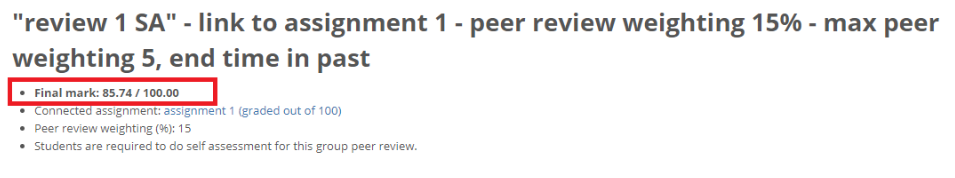 "review 1 SA" - link to assignment 1 - peer review weighting 15% - max peer
weighting 5, end time in past
Final mark: 85.74 / 100.00
Connected assignment: assignment 1 (graded out of 100)
Peer review weighting (%): 15
Students are required to do self assessment for this group peer review.